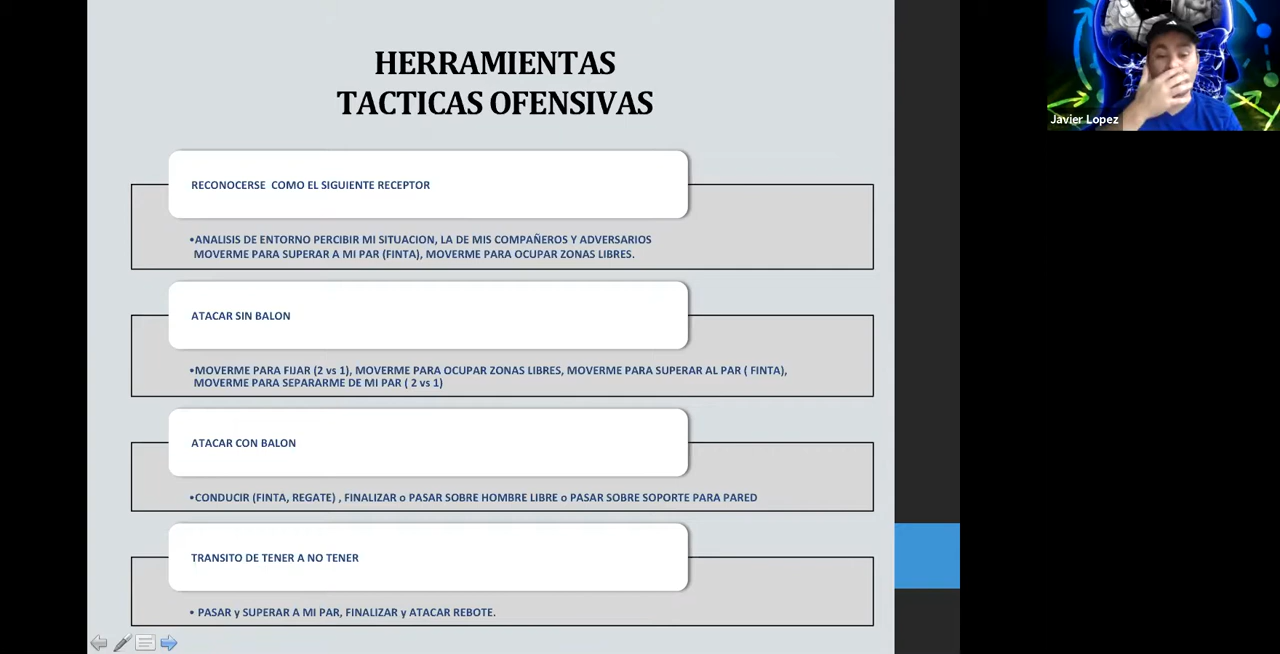 HERRAMIENTAS
TACTICAS OFENSIVAS
Javier Lopez
RECONOCERSE COMO EL SIGUIENTE RECEPTOR
•ANALISIS DE ENTORNO PERCIBIR MI SITUACION, LA DE MIS COMPAÑEROS Y ADVERSARIOS
MOVERME PARA SUPERAR A MI PAR (FINTA), MOVERME PARA OCUPAR ZONAS LIBRES.
ATACAR SIN BALON
•MOVERME PARA FIJAR (2 vs 1), MOVERME PARA OCUPAR ZONAS LIBRES, MOVERME PARA SUPERAR AL PAR ( FINTA),
MOVERME PARA SEPARARME DE MI PAR ( 2 vs 1)
ATACAR CON BALON
•CONDUCIR (FINTA, REGATE) , FINALIZAR o PASAR SOBRE HOMBRE LIBRE o PASAR SOBRE SOPORTE PARA PARED
TRANSITO DE TENER A NO TENER
• PASAR y SUPERAR A MI PAR, FINALIZAR y ATACAR REBOTE.